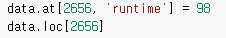 data.at[2656, 'runtime'] = 98
data.loc[2656]